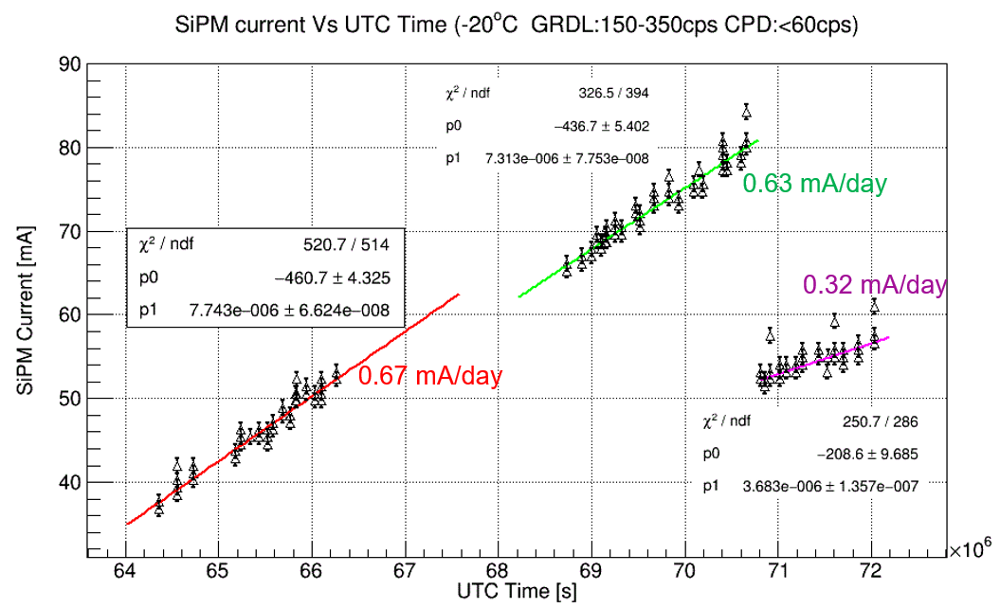 SiPM current Vs UTC Time (-20°C GRDL:150-350cps CPD:<60cps)
SiPM Current [mA]
90
80
70
60
50
40
χ² / ndf 326.5 / 394
p0 −436.7 ± 5.402
p1 7.313e−006 ± 7.753e−008
0.63 mA/day
χ² / ndf 520.7 / 514
p0 −460.7 ± 4.325
p1 7.743e−006 ± 6.624e−008
0.32 mA/day
0.67 mA/day
χ² / ndf 250.7 / 286
p0 −208.6 ± 9.685
p1 3.683e−006 ± 1.357e−007
64 65 66 67 68 69 70 71 72
×10⁶
UTC Time [s]